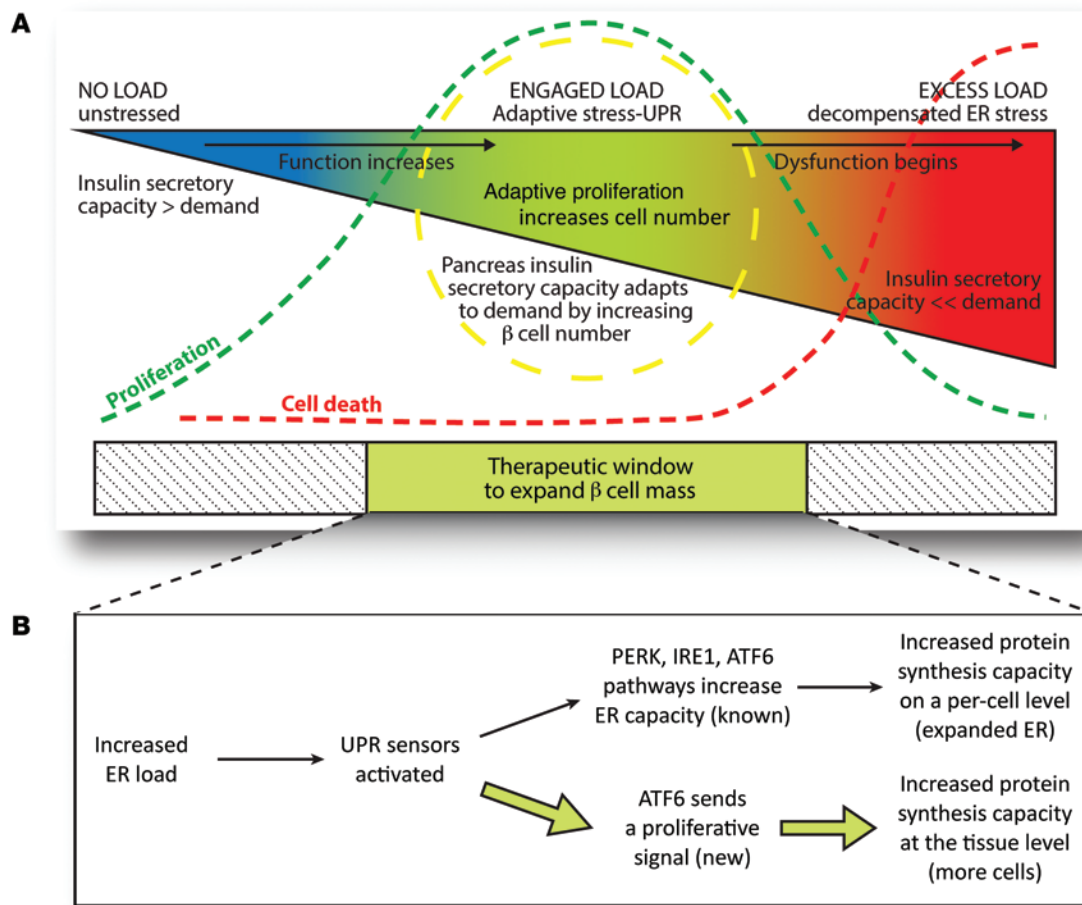 A
NO LOAD
unstressed
ENGAGED LOAD
Adaptive stress-UPR
EXCESS LOAD
decompensated ER stress
Function increases
Dysfunction begins
Insulin secretory
capacity > demand
Adaptive proliferation
increases cell number
Pancreas insulin
secretory capacity adapts
to demand by increasing
β cell number
Insulin secretory
capacity << demand
Proliferation
Cell death
Therapeutic window
to expand β cell mass
B
Increased
ER load
UPR sensors
activated
PERK, IRE1, ATF6
pathways increase
ER capacity (known)
Increased protein
synthesis capacity
on a per-cell level
(expanded ER)
ATF6 sends
a proliferative
signal (new)
Increased protein
synthesis capacity
at the tissue level
(more cells)